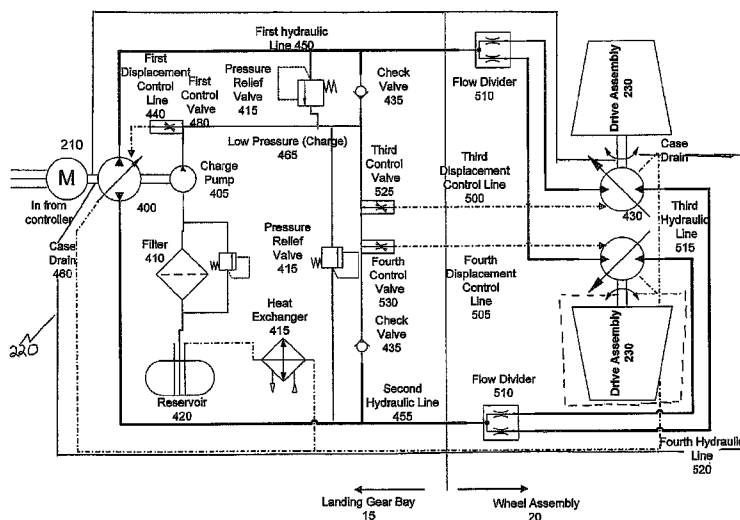 First hydraulic
Line 450
First
Displacement
Control
Line
440
First
Control
Valve
480
Pressure
Relief
Valve
415
Check
Valve
435
Flow Divider
510
Drive Assembly
230
210
M
In from
controller
400
Charge
Pump
405
Low Pressure (Charge)
465
Third
Control
Valve
525
Third
Displacement
Control Line
500
Case
Drain
430
Third
Hydraulic
Line
515
Case
Drain
460
Filter
410
Pressure
Relief
Valve
415
Fourth
Control
Valve
530
Fourth
Displacement
Control
Line
505
220
Heat
Exchanger
415
Check
Valve
435
Drive Assembly
230
Reservoir
420
Second
Hydraulic Line
455
Flow Divider
510
Fourth Hydraulic
Line
520
Landing Gear Bay
15
Wheel Assembly
20